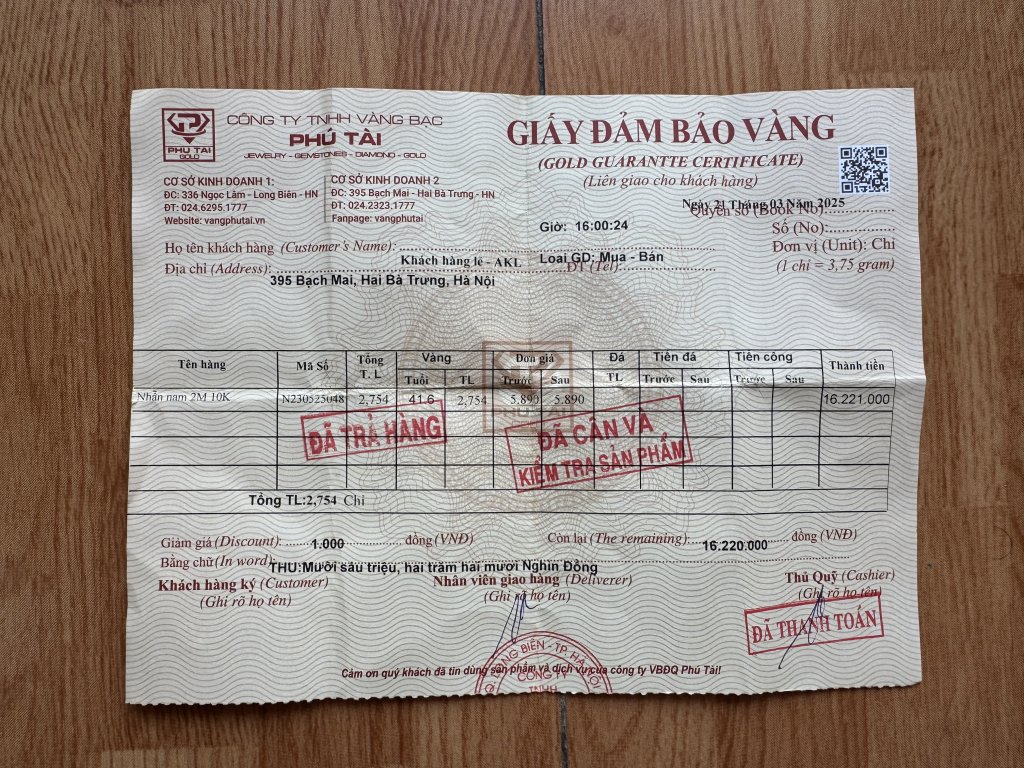 PHÚ TÀI
GOLD
CÔNG TY TNHH VÀNG BẠC
PHÚ TÀI
JEWELRY - GEMSTONES - DIAMOND - GOLD
GIẤY ĐẢM BẢO VÀNG
(GOLD GUARANTTE CERTIFICATE)
(Liên giao cho khách hàng)
CƠ SỞ KINH DOANH 1:
ĐC: 336 Ngọc Lâm - Long Biên - HN
ĐT: 024.6295.1777
Website: vangphutai.vn
CƠ SỞ KINH DOANH 2
ĐC: 395 Bạch Mai - Hai Bà Trưng - HN
ĐT: 024.2323.1777
Fanpage: vangphutai
Ngày 21 Tháng 03 Năm 2025
Quyển số (Book No):
Giờ: 16:00:24
Số (No):
Họ tên khách hàng (Customer's Name):
Đơn vị (Unit): Chỉ
Khách hàng lẻ - AKL
Loại GD: Mua - Bán
Địa chỉ (Address):
ĐT (Tel):
(1 chỉ = 3,75 gram)
395 Bạch Mai, Hai Bà Trưng, Hà Nội
Tên hàng Mã Số Tổng T. L Vàng Đơn giá Đá Tiền đá Tiền công Thành tiền
Tuổi TL Trước Sau TL Trước Sau Trước Sau
Nhẫn nam 2M 10K N230525048 2,754 41.6 2,754 5.890 5.890 16.221.000
PHÚ TÀI
ĐÃ TRẢ HÀNG
ĐÃ CÂN VÀ
KIỂM TRA SẢN PHẨM
Tổng TL:2,754 Chỉ
Giảm giá (Discount): 1.000 đồng (VNĐ) Còn lại (The remaining): 16.220.000 đồng (VNĐ)
Bằng chữ(In word):
THU:Mười sáu triệu, hai trăm hai mươi Nghìn Đồng
Khách hàng ký (Customer) Nhân viên giao hàng (Deliverer) Thủ Quỹ (Cashier)
(Ghi rõ họ tên) (Ghi rõ họ tên) (Ghi rõ họ tên)
ĐÃ THANH TOÁN
Q. LONG BIÊN - TP. HÀ NỘI
CÔNG TY
TNHH
Cảm ơn quý khách đã tin dùng sản phẩm và dịch vụ của công ty VBĐQ Phú Tài!